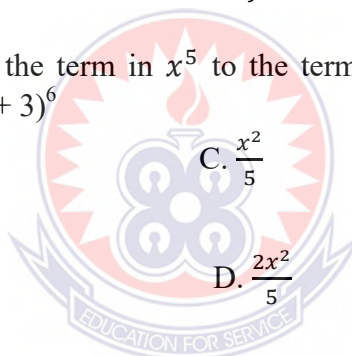 the term in x⁵ to the term
+ 3)⁶
C. x²/5
D. 2x²/5
EDUCATION FOR SERVICE